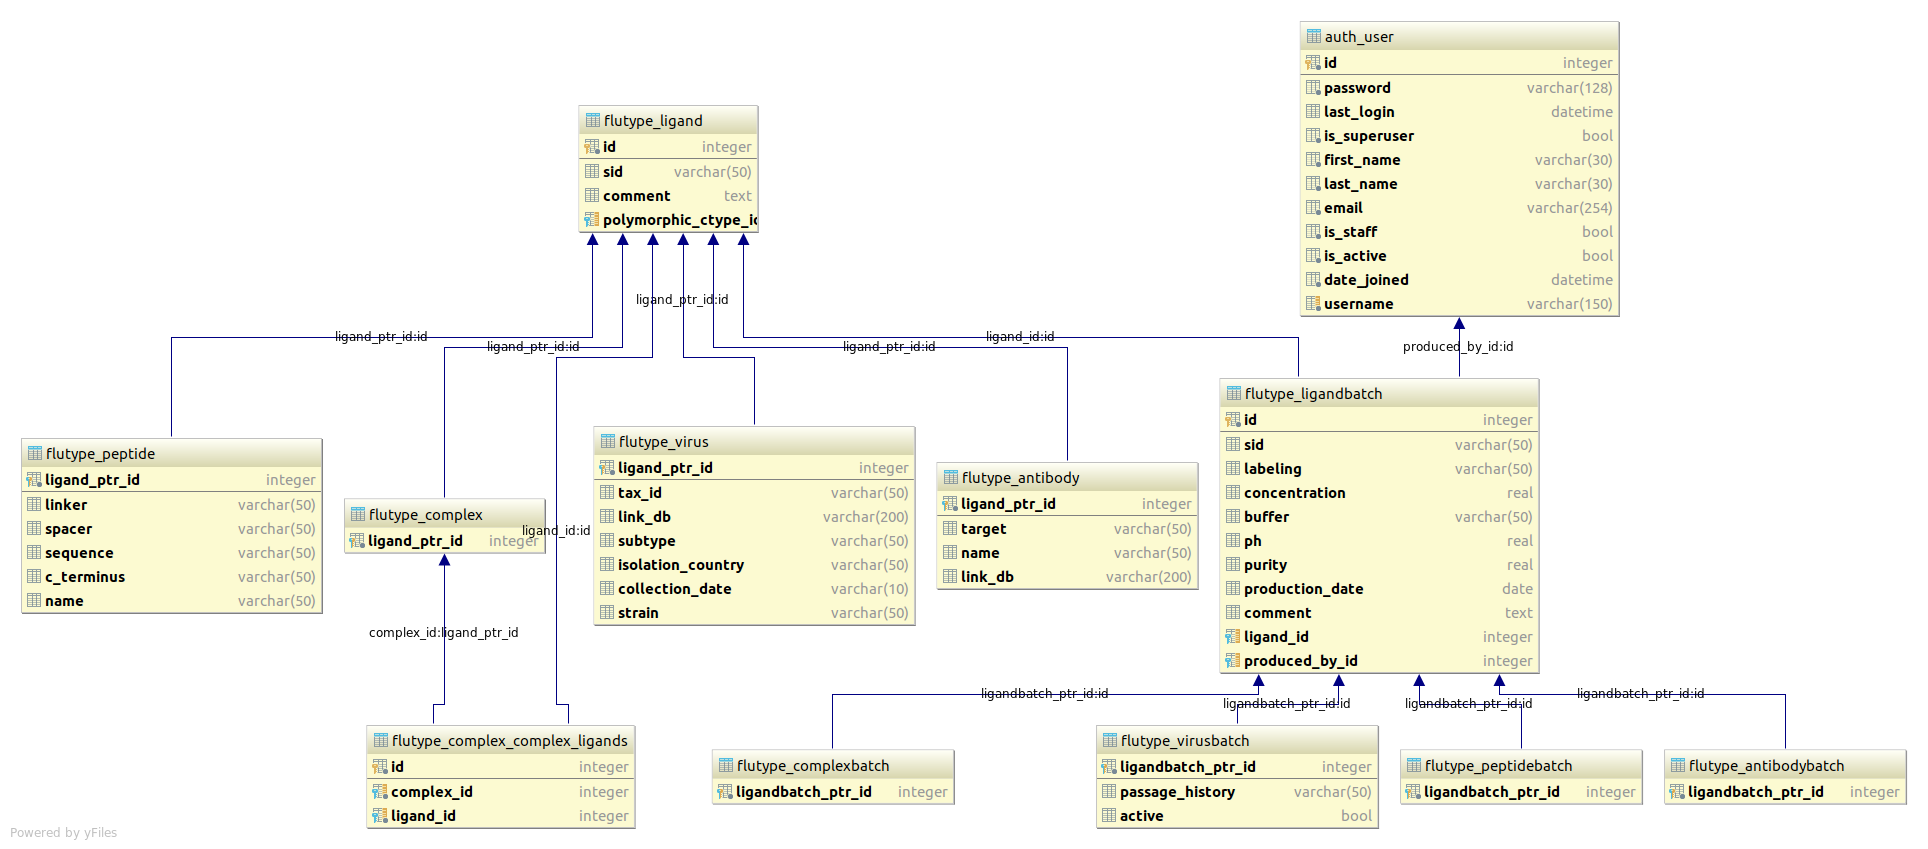 auth_user
id integer
password varchar(128)
last_login datetime
is_superuser bool
first_name varchar(30)
last_name varchar(30)
email varchar(254)
is_staff bool
is_active bool
date_joined datetime
username varchar(150)
flutype_ligand
id integer
sid varchar(50)
comment text
polymorphic_ctype_id
ligand_ptr_id:id
ligand_ptr_id:id
ligand_ptr_id:id
ligand_ptr_id:id
ligand_id:id
produced_by_id:id
flutype_peptide
ligand_ptr_id integer
linker varchar(50)
spacer varchar(50)
sequence varchar(50)
c_terminus varchar(50)
name varchar(50)
flutype_complex
ligand_ptr_id integer
ligand_id:id
flutype_virus
ligand_ptr_id integer
tax_id varchar(50)
link_db varchar(200)
subtype varchar(50)
isolation_country varchar(50)
collection_date varchar(10)
strain varchar(50)
flutype_antibody
ligand_ptr_id integer
target varchar(50)
name varchar(50)
link_db varchar(200)
flutype_ligandbatch
id integer
sid varchar(50)
labeling varchar(50)
concentration real
buffer varchar(50)
ph real
purity real
production_date date
comment text
ligand_id integer
produced_by_id integer
complex_id:ligand_ptr_id
ligandbatch_ptr_id:id
ligandbatch_ptr_id:id
ligandbatch_ptr_id:id
ligandbatch_ptr_id:id
flutype_complex_complex_ligands
id integer
complex_id integer
ligand_id integer
flutype_complexbatch
ligandbatch_ptr_id integer
flutype_virusbatch
ligandbatch_ptr_id integer
passage_history varchar(50)
active bool
flutype_peptidebatch
ligandbatch_ptr_id integer
flutype_antibodybatch
ligandbatch_ptr_id integer
Powered by yFiles